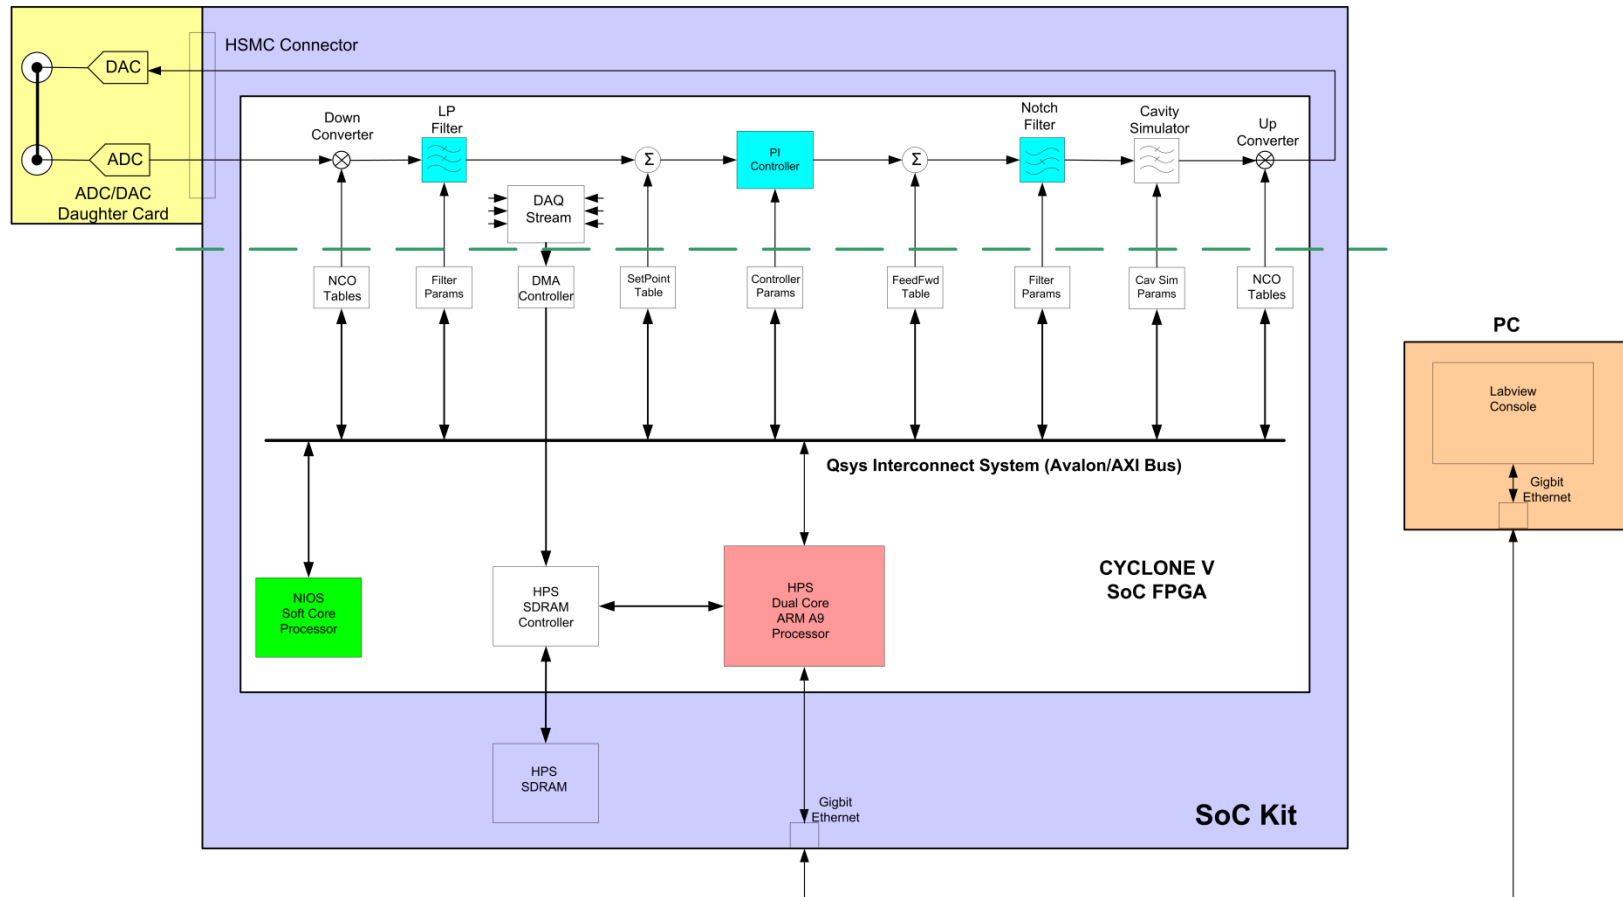 HSMC Connector
DAC
ADC
ADC/DAC
Daughter Card
Down
Converter
LP
Filter
Σ
PI
Controller
Σ
Notch
Filter
Cavity
Simulator
Up
Converter
DAQ
Stream
NCO
Tables
Filter
Params
DMA
Controller
SetPoint
Table
Controller
Params
FeedFwd
Table
Filter
Params
Cav Sim
Params
NCO
Tables
Qsys Interconnect System (Avalon/AXI Bus)
NIOS
Soft Core
Processor
HPS
SDRAM
Controller
HPS
Dual Core
ARM A9
Processor
CYCLONE V
SoC FPGA
HPS
SDRAM
Gigbit
Ethernet
SoC Kit
PC
Labview
Console
Gigbit
Ethernet